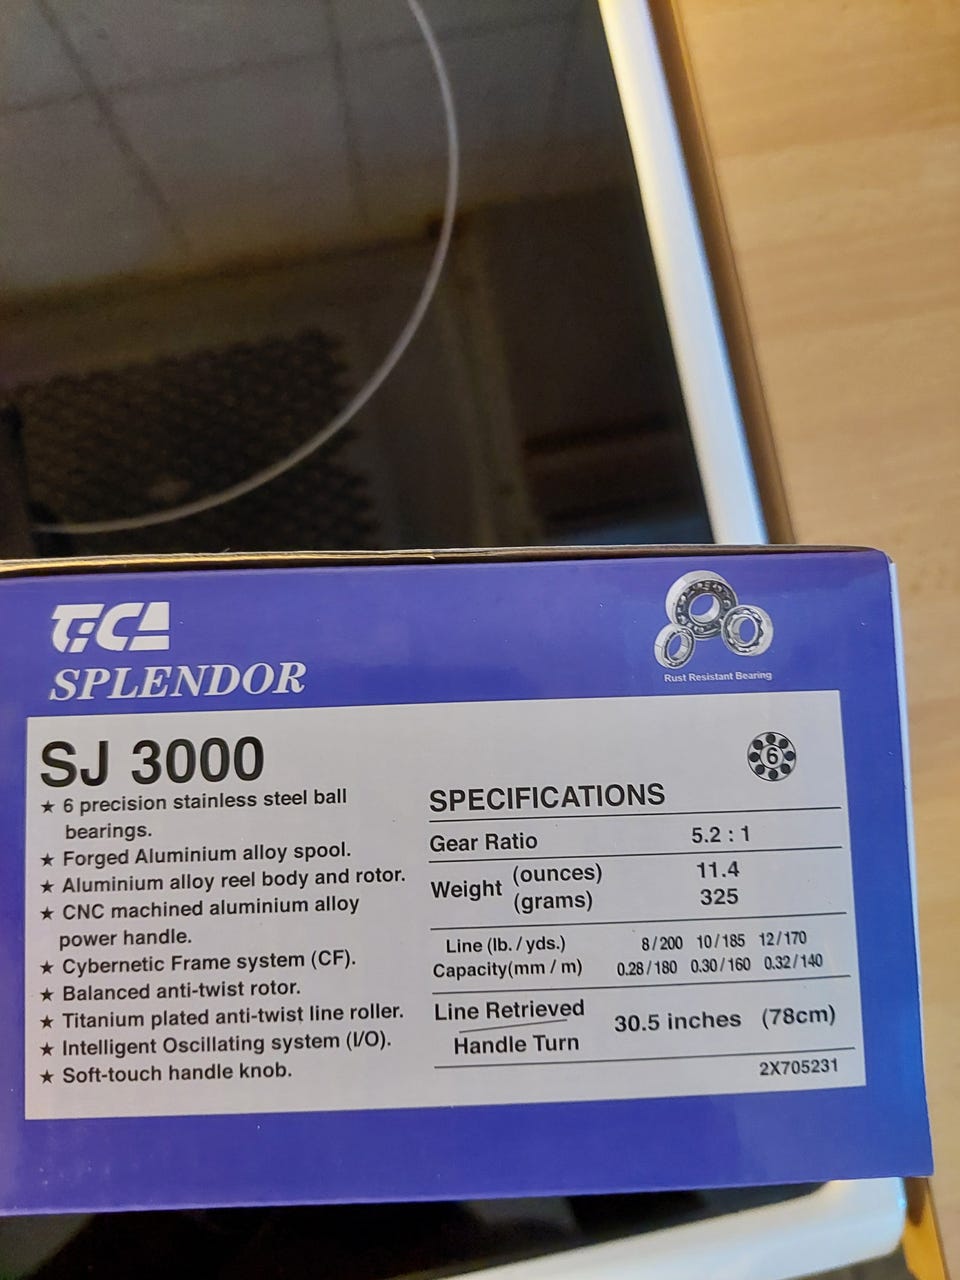 TiCA
SPLENDOR
Rust Resistant Bearing
SJ 3000
★ 6 precision stainless steel ball
bearings.
★ Forged Aluminium alloy spool.
★ Aluminium alloy reel body and rotor.
★ CNC machined aluminium alloy
power handle.
★ Cybernetic Frame system (CF).
★ Balanced anti-twist rotor.
★ Titanium plated anti-twist line roller.
★ Intelligent Oscillating system (I/O).
★ Soft-touch handle knob.
6
SPECIFICATIONS
Gear Ratio 5.2 : 1
Weight (ounces) 11.4
(grams) 325
Line (lb. / yds.) 8/200 10/185 12/170
Capacity(mm / m) 0.28/180 0.30/160 0.32/140
Line Retrieved
Handle Turn
30.5 inches (78cm)
2X705231